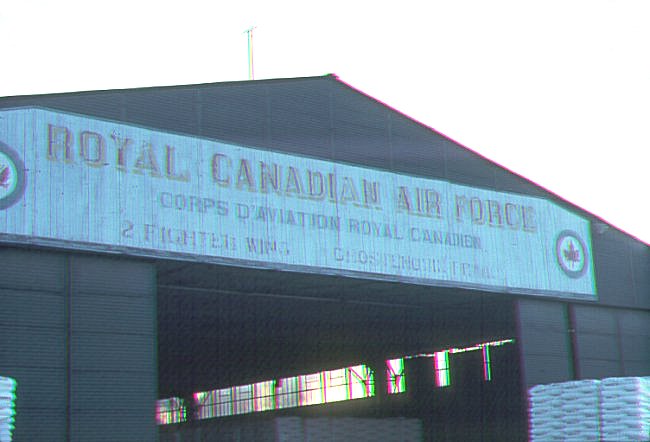 ROYAL CANADIAN AIR FORCE
CORPS D'AVIATION ROYAL CANADIEN
2 FIGHTER WING